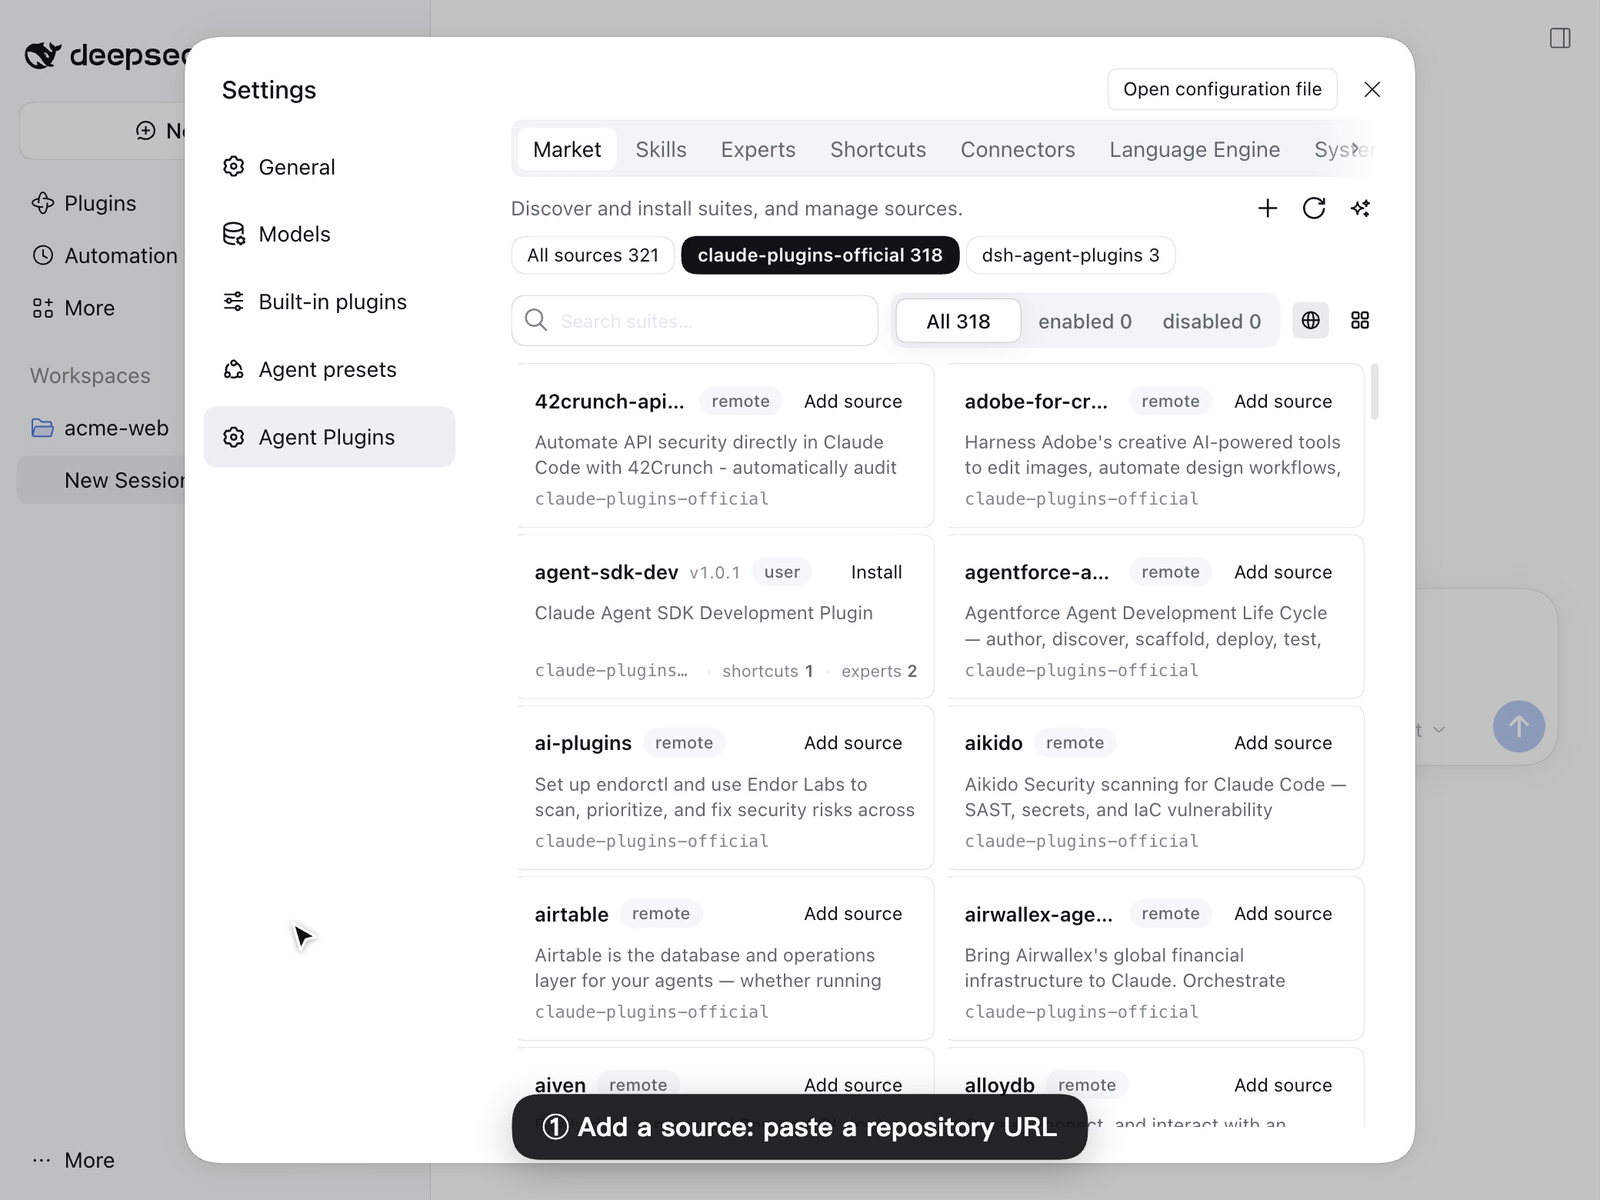 Settings
Open configuration file
General
Models
Built-in plugins
Agent presets
Agent Plugins
Plugins
Automation
More
Workspaces
acme-web
New Session
More
Market Skills Experts Shortcuts Connectors Language Engine
Discover and install suites, and manage sources.
All sources 321 claude-plugins-official 318 dsh-agent-plugins 3
Search suites...
All 318 enabled 0 disabled 0
42crunch-api... remote Add source
Automate API security directly in Claude
Code with 42Crunch - automatically audit
claude-plugins-official
adobe-for-cr... remote Add source
Harness Adobe's creative AI-powered tools
to edit images, automate design workflows,
claude-plugins-official
agent-sdk-dev v1.0.1 user Install
Claude Agent SDK Development Plugin
claude-plugins… · shortcuts 1 · experts 2
agentforce-a... remote Add source
Agentforce Agent Development Life Cycle
— author, discover, scaffold, deploy, test,
claude-plugins-official
ai-plugins remote Add source
Set up endorctl and use Endor Labs to
scan, prioritize, and fix security risks across
claude-plugins-official
aikido remote Add source
Aikido Security scanning for Claude Code —
SAST, secrets, and IaC vulnerability
claude-plugins-official
airtable remote Add source
Airtable is the database and operations
layer for your agents — whether running
claude-plugins-official
airwallex-age... remote Add source
Bring Airwallex's global financial
infrastructure to Claude. Orchestrate
claude-plugins-official
aiven remote Add source
alloydb remote Add source
and interact with an
① Add a source: paste a repository URL